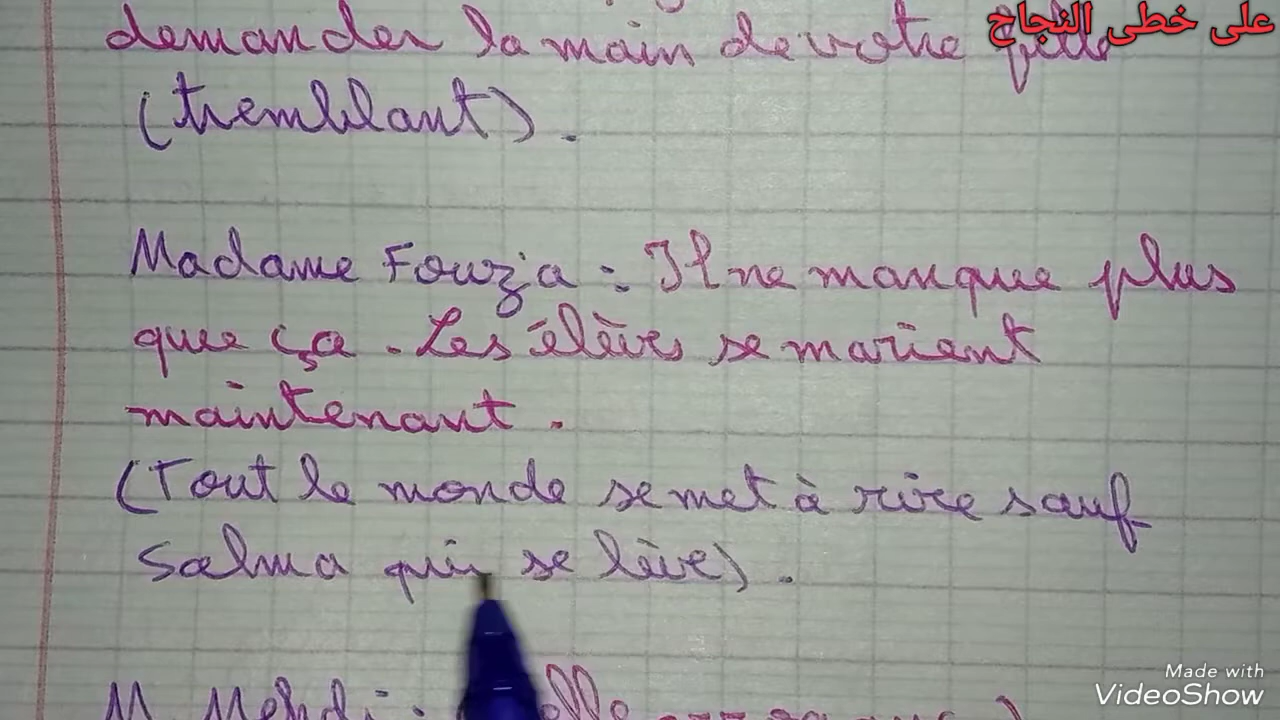 على خطى النجاح
demander la main de votre fille
(tremblant).
Madame Fouzia : Il ne manque plus
que ça. Les élèves se marient
maintenant.
(Tout le monde se met à rire sauf
Salma qui se lève).
M. Mehdi :
Made with
VideoShow